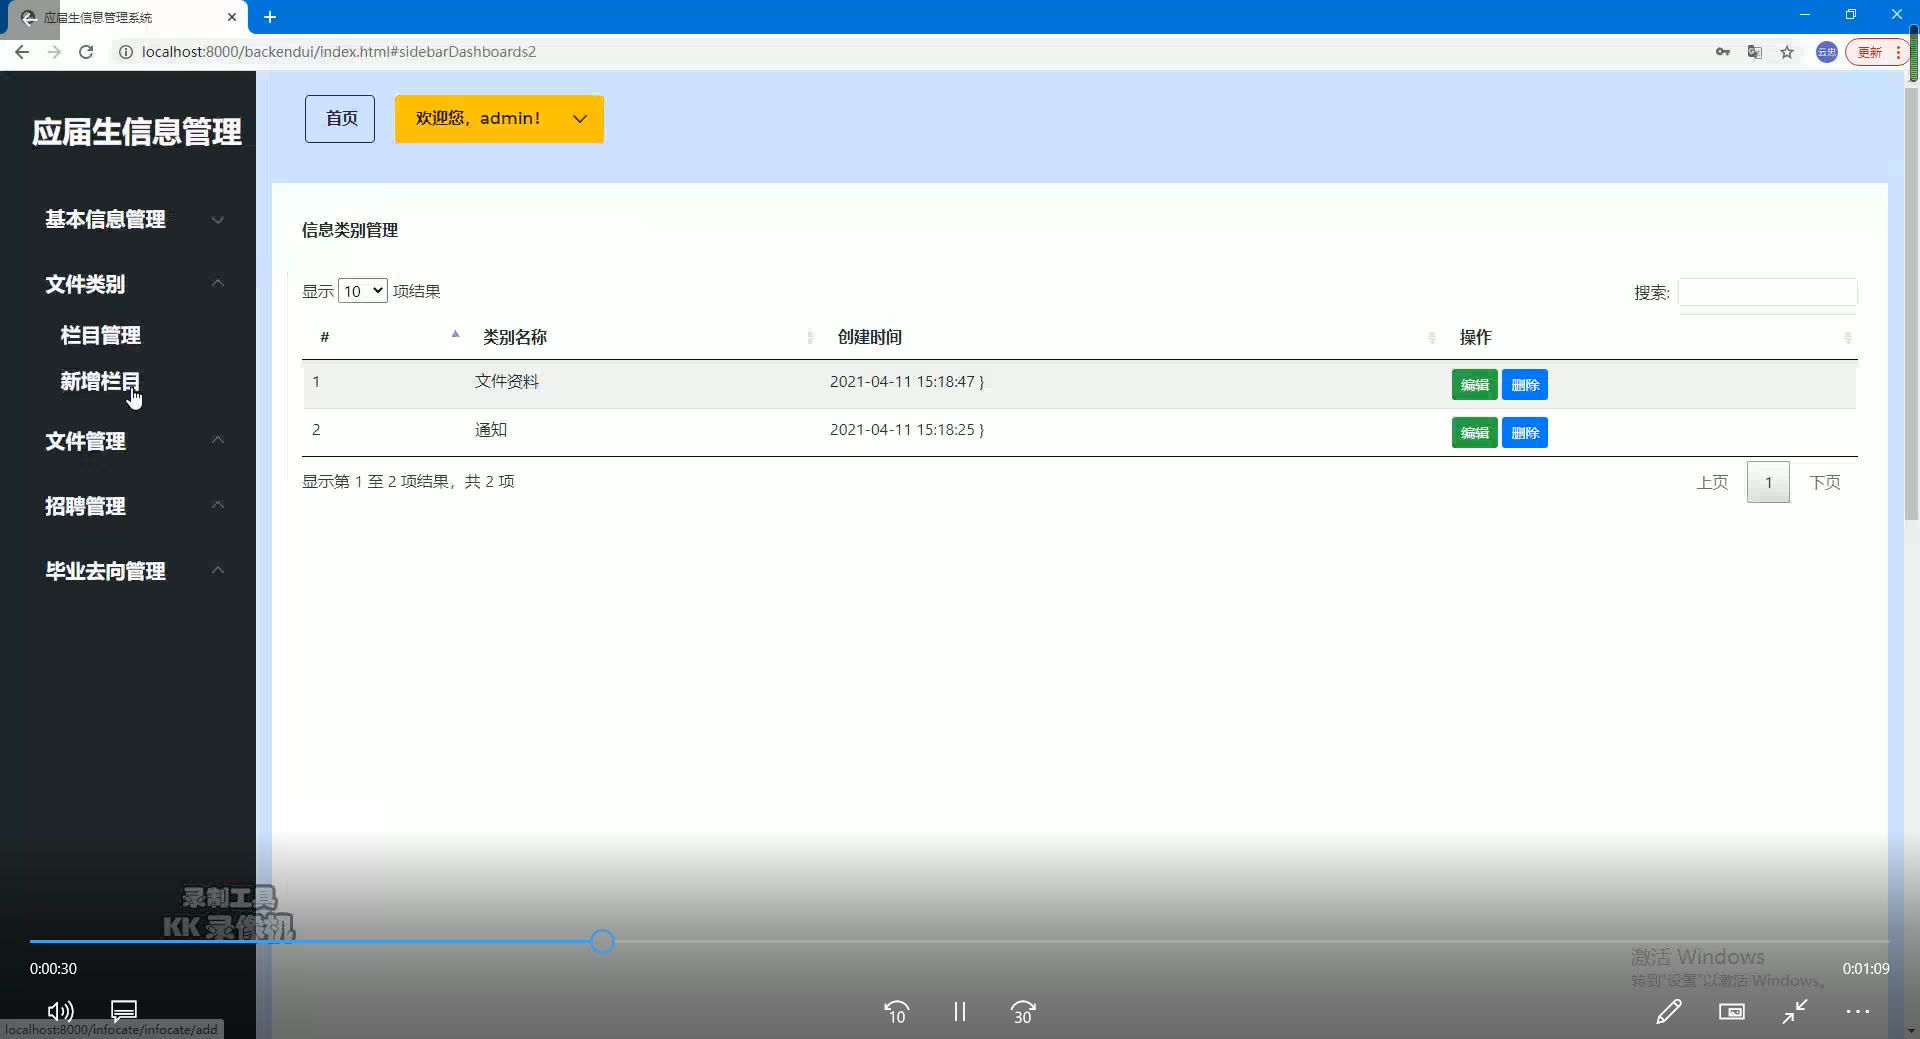 应届生信息管理系统
localhost:8000/backendui/index.html#sidebarDashboards2
云忠
更新
应届生信息管理
首页
欢迎您，admin！
基本信息管理
文件类别
栏目管理
新增栏目
文件管理
招聘管理
毕业去向管理
信息类别管理
显示 10 项结果
搜索:
# 类别名称 创建时间 操作
1 文件资料 2021-04-11 15:18:47 } 编辑 删除
2 通知 2021-04-11 15:18:25 } 编辑 删除
显示第 1 至 2 项结果，共 2 项
上页 1 下页
录制工具
KK 录像机
激活 Windows
转到"设置"以激活 Windows。
0:00:30
0:01:09
10
30
localhost:8000/infocate/infocate/add